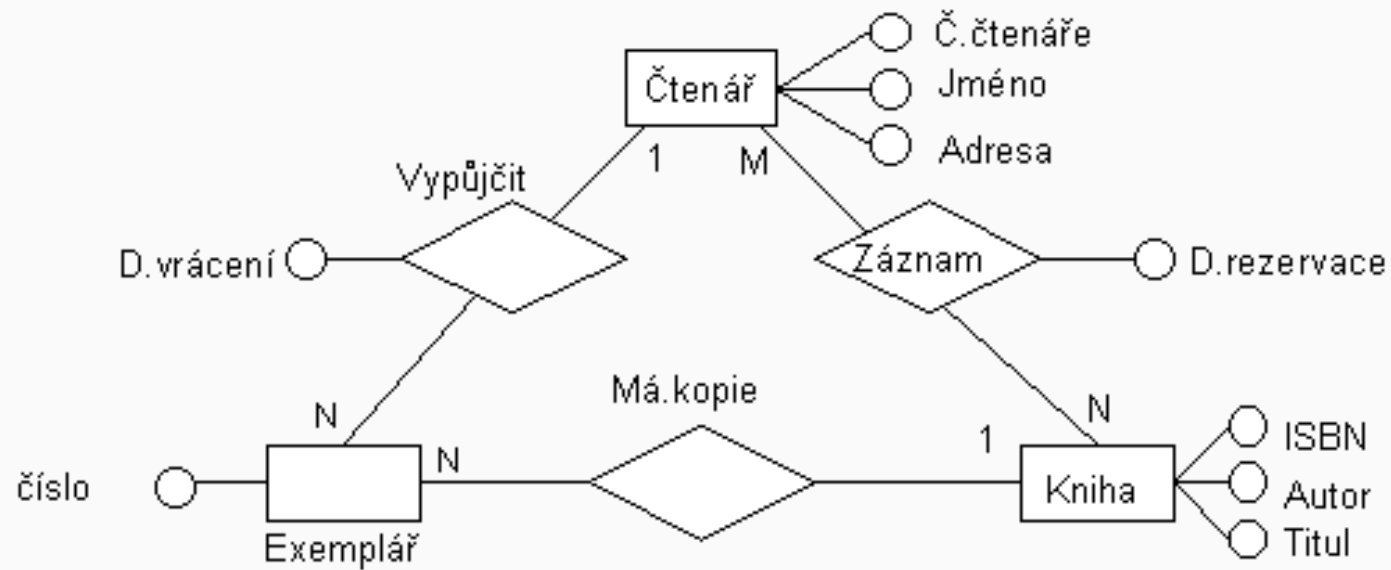 Č.čtenáře
Čtenář
Jméno
Adresa
1
M
Vypůjčit
D.vrácení
Záznam
D.rezervace
Má.kopie
N
N
1
N
ISBN
číslo
Kniha
Autor
Exemplář
Titul